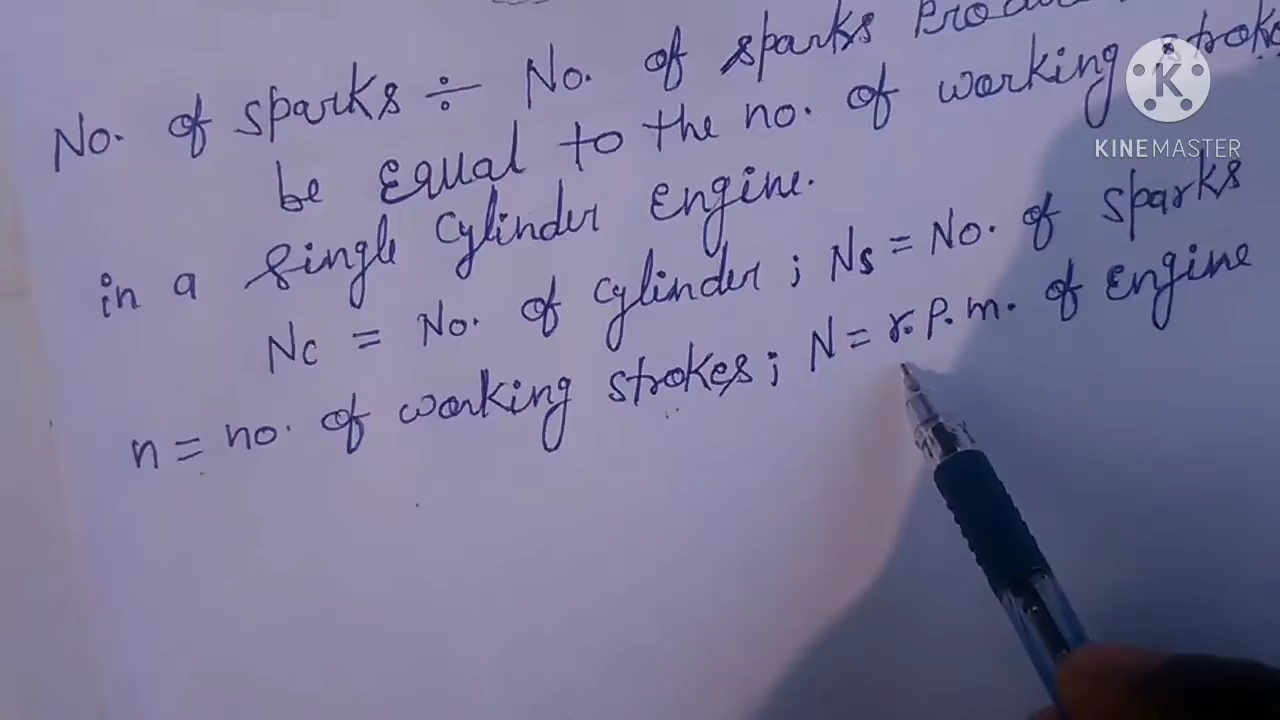 No. of sparks ÷ No. of sparks
be Equal to the no. of working
in a single cylinder Engine.
Nc = No. of cylinder ; Ns = No. of sparks
n = no. of working strokes ; N = r.p.m. of Engine
K
KINEMASTER